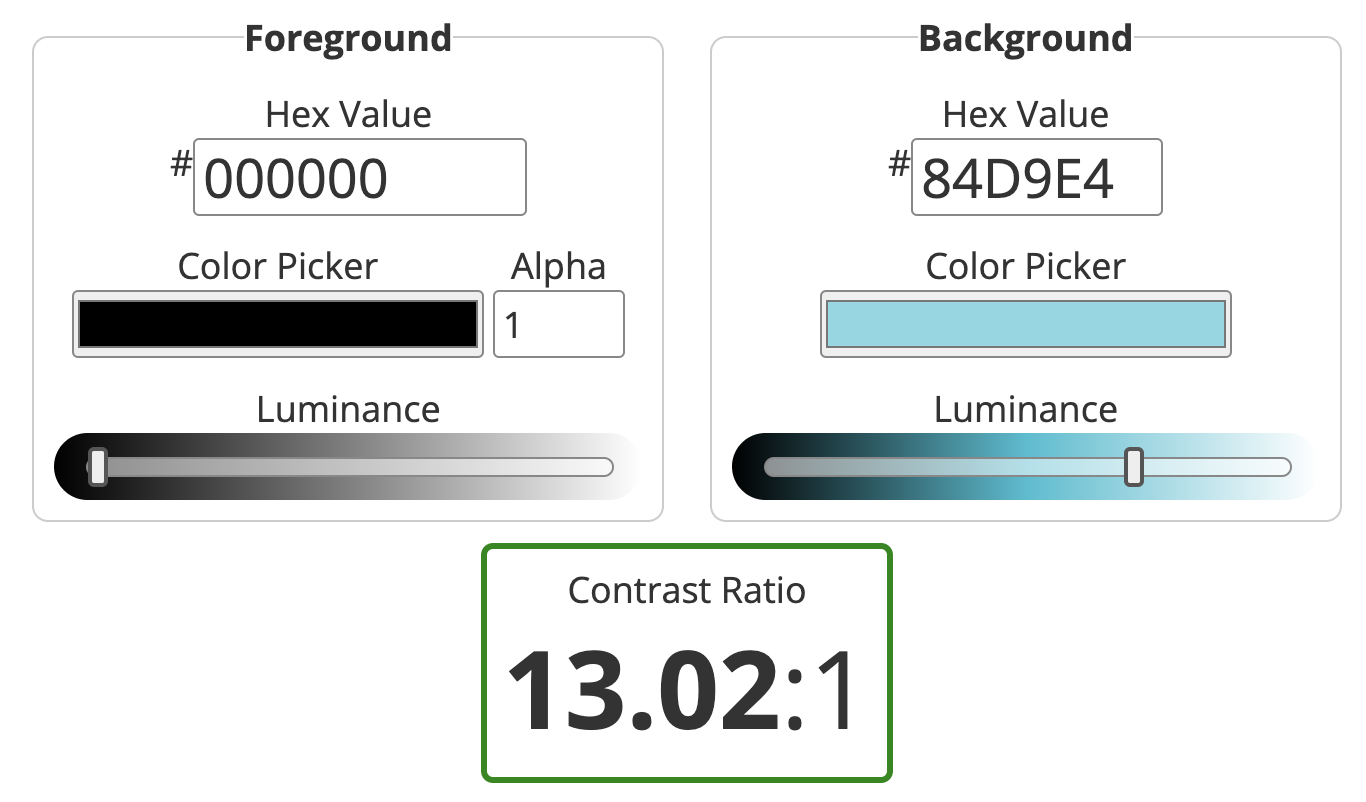 Foreground
Hex Value
#000000
Color Picker
Alpha
1
Luminance
Background
Hex Value
#84D9E4
Color Picker
Luminance
Contrast Ratio
13.02:1